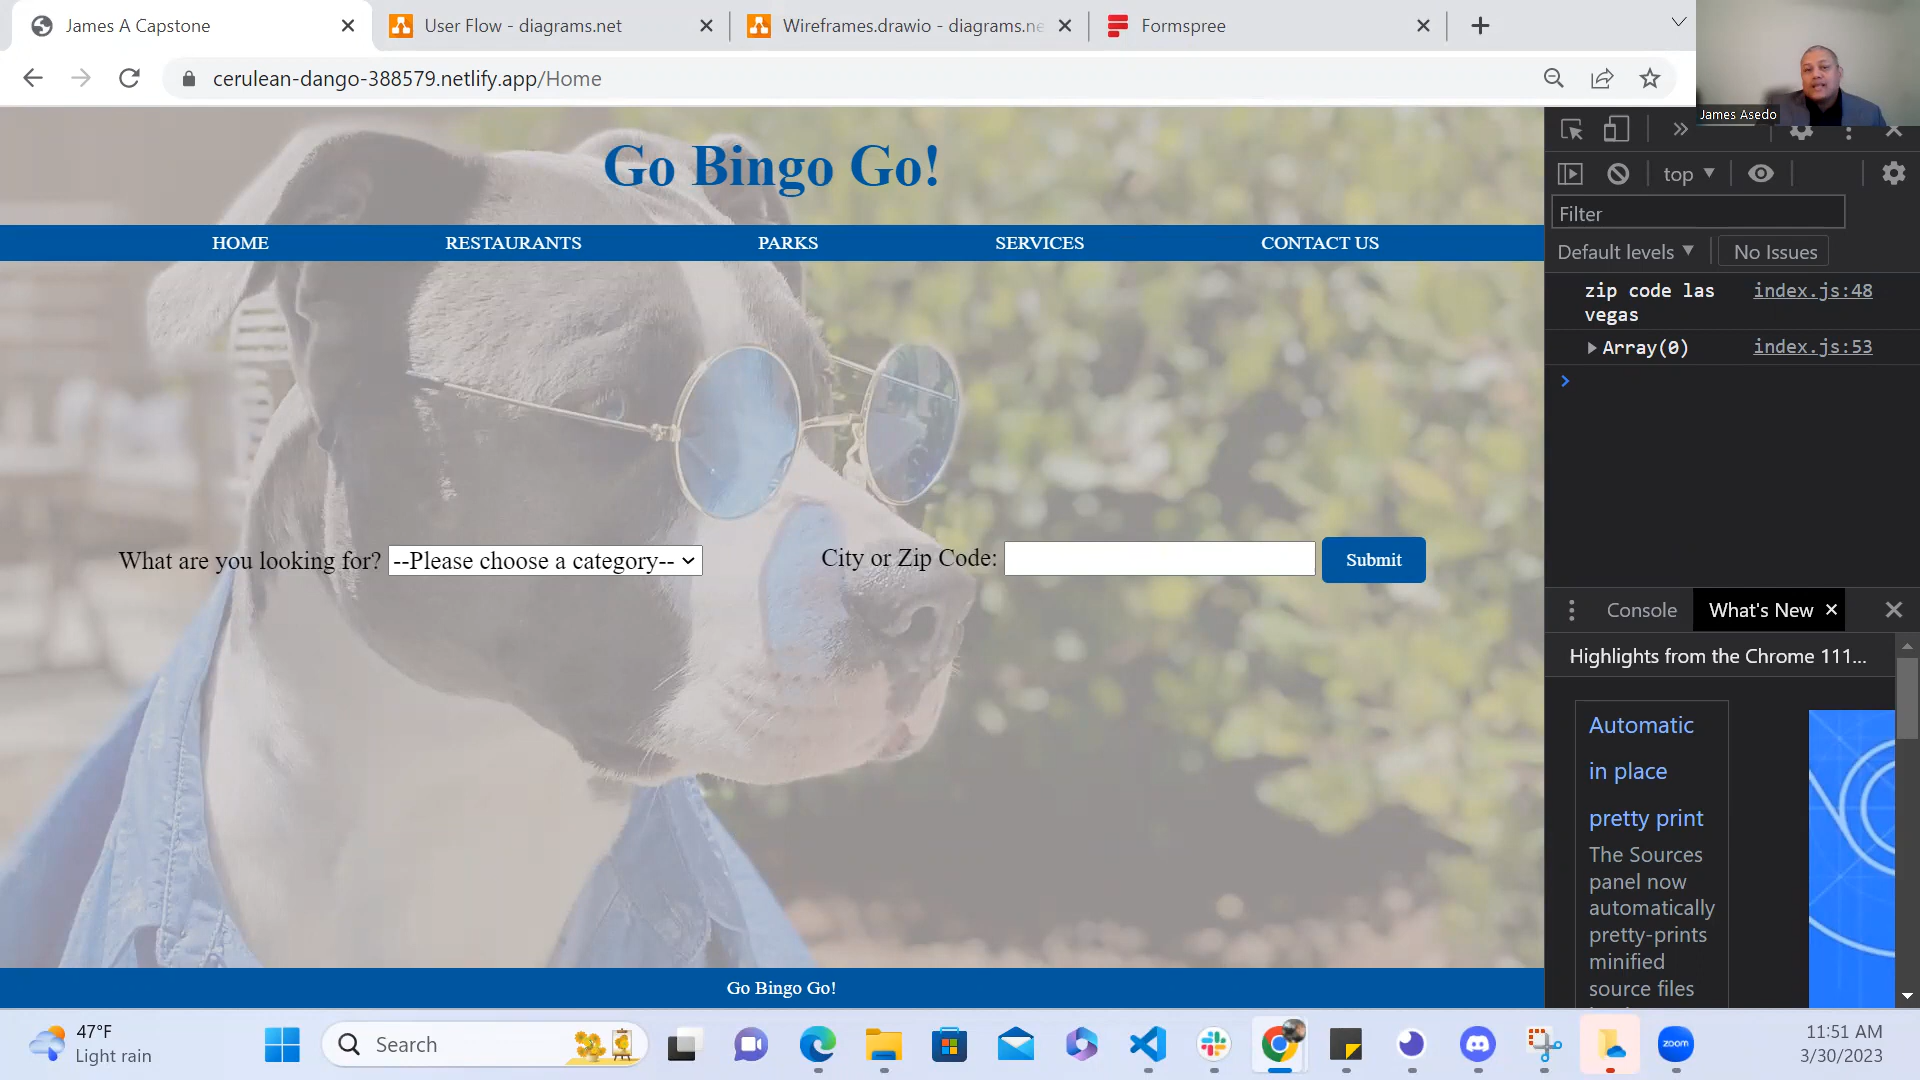 James A Capstone
User Flow - diagrams.net
Wireframes.drawio - diagrams.ne
Formspree
cerulean-dango-388579.netlify.app/Home
James Asedo
Go Bingo Go!
HOME
RESTAURANTS
PARKS
SERVICES
CONTACT US
What are you looking for?
--Please choose a category--
City or Zip Code:
Submit
Go Bingo Go!
top
Filter
Default levels
No Issues
zip code las
vegas
index.js:48
Array(0)
index.js:53
Console
What's New
Highlights from the Chrome 111...
Automatic
in place
pretty print
The Sources
panel now
automatically
pretty-prints
minified
source files
47°F
Light rain
Search
zoom
11:51 AM
3/30/2023